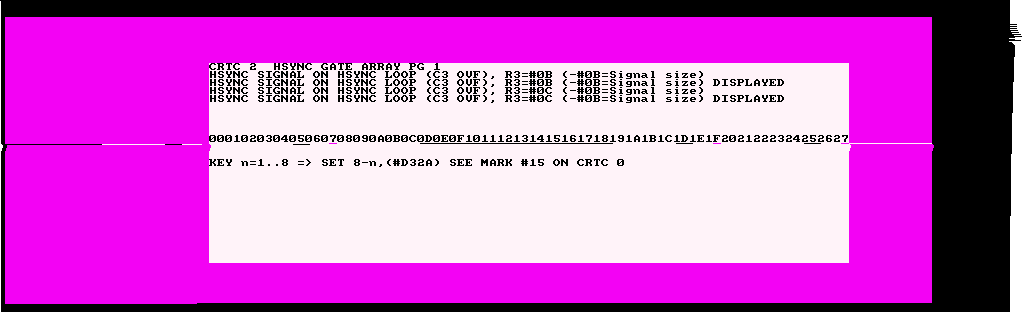 CRTC 2  HSYNC GATE ARRAY PG 1
HSYNC SIGNAL ON HSYNC LOOP (C3 OVF), R3=#0B (-#0B=Signal size)
HSYNC SIGNAL ON HSYNC LOOP (C3 OVF), R3=#0B (-#0B=Signal size) DISPLAYED
HSYNC SIGNAL ON HSYNC LOOP (C3 OVF), R3=#0C (-#0B=Signal size)
HSYNC SIGNAL ON HSYNC LOOP (C3 OVF), R3=#0C (-#0B=Signal size) DISPLAYED
000102030405060708090A0B0C0D0E0F101112131415161718191A1B1C1D1E1F2021222324252627
KEY n=1..8 => SET 8-n,(#D32A) SEE MARK #15 ON CRTC 0